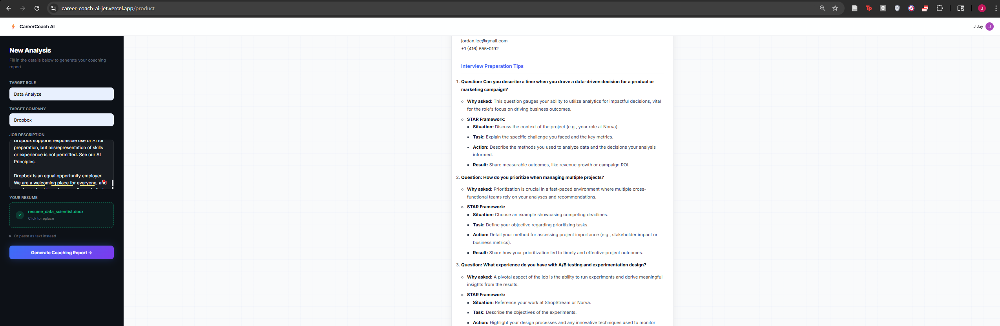 career-coach-ai-jet.vercel.app/product
Tp
J
CareerCoach AI
J Jay
J
New Analysis
Fill in the details below to generate your coaching
report.
TARGET ROLE
Data Analyze
TARGET COMPANY
Dropbox
JOB DESCRIPTION
Dropbox supports responsible use of AI for
preparation, but misrepresentation of skills
or experience is not permitted. See our AI
Principles.
Dropbox is an equal opportunity employer.
We are a welcoming place for everyone, and
YOUR RESUME
resume_data_scientist.docx
Click to replace
Or paste as text instead
Generate Coaching Report →
jordan.lee@gmail.com
+1 (416) 555-0192
Interview Preparation Tips
1. Question: Can you describe a time when you drove a data-driven decision for a product or
marketing campaign?
Why asked: This question gauges your ability to utilize analytics for impactful decisions, vital
for the role's focus on driving business outcomes.
STAR Framework:
Situation: Discuss the context of the project (e.g., your role at Norva).
Task: Explain the specific challenge you faced and the key metrics.
Action: Describe the methods you used to analyze data and the decisions your analysis
informed.
Result: Share measurable outcomes, like revenue growth or campaign ROI.
2. Question: How do you prioritize when managing multiple projects?
Why asked: Prioritization is crucial in a fast-paced environment where multiple cross-
functional teams rely on your analyses and recommendations.
STAR Framework:
Situation: Choose an example showcasing competing deadlines.
Task: Define your objective regarding prioritizing tasks.
Action: Detail your method for assessing project importance (e.g., stakeholder impact or
business metrics).
Result: Share how your prioritization led to timely and effective project outcomes.
3. Question: What experience do you have with A/B testing and experimentation design?
Why asked: A pivotal aspect of the job is the ability to run experiments and derive meaningful
insights from the results.
STAR Framework:
Situation: Reference your work at ShopStream or Norva.
Task: Describe the objectives of the experiments.
Action: Highlight your design processes and any innovative techniques used to monitor